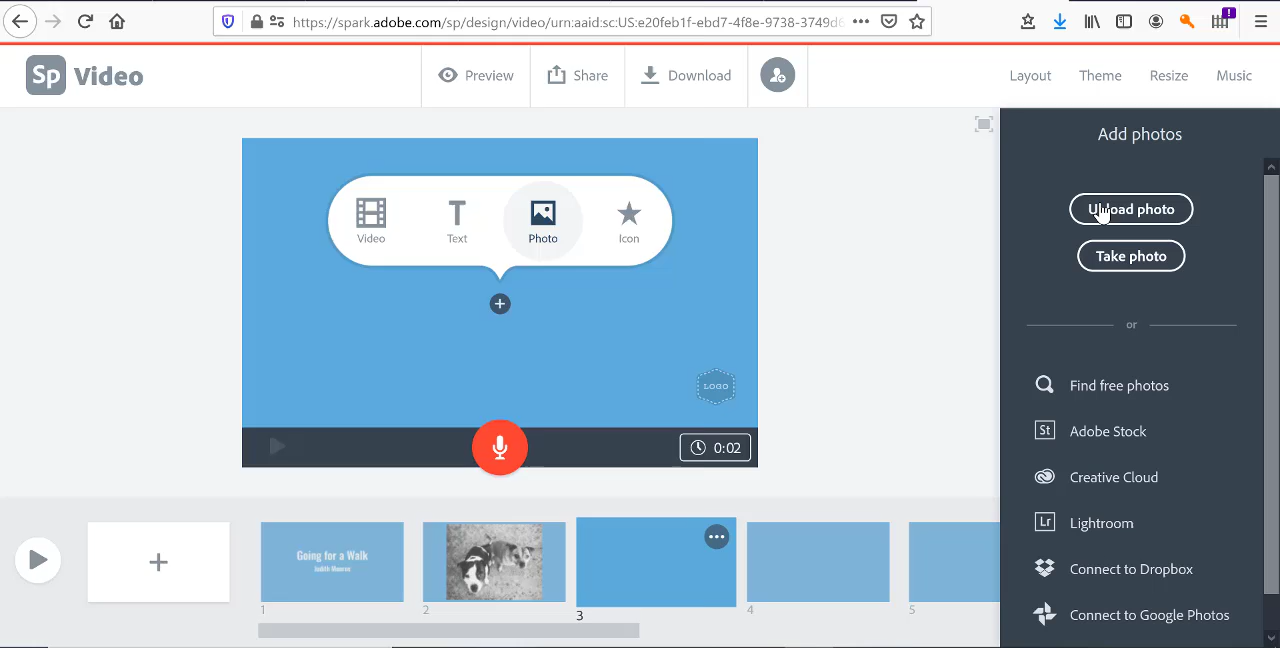 https://spark.adobe.com/sp/design/video/urn:aaid:sc:US:e20feb1f-ebd7-4f8e-9738-3749d
Sp Video
Preview
Share
Download
Layout
Theme
Resize
Music
Video
Text
Photo
Icon
LOGO
0:02
Add photos
Upload photo
Take photo
or
Find free photos
St Adobe Stock
Creative Cloud
Lr Lightroom
Connect to Dropbox
Connect to Google Photos
Going for a Walk
1
2
3
4
5